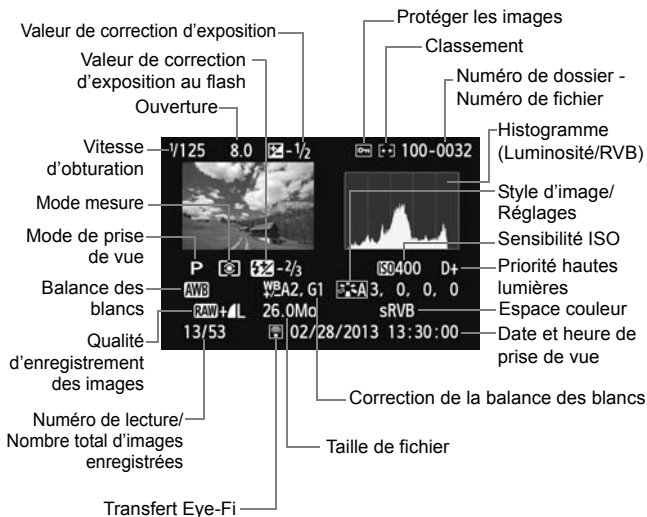 Valeur de correction d'exposition
Valeur de correction
d'exposition au flash
Ouverture
Vitesse
d'obturation
Mode mesure
Mode de prise
de vue
Balance des
blancs
Qualité
d'enregistrement
des images
Numéro de lecture/
Nombre total d'images
enregistrées
Transfert Eye-Fi
Protéger les images
Classement
Numéro de dossier -
Numéro de fichier
Histogramme
(Luminosité/RVB)
Style d'image/
Réglages
Sensibilité ISO
Priorité hautes
lumières
Espace couleur
Date et heure de
prise de vue
Correction de la balance des blancs
Taille de fichier
1/125 8.0 -1/2 100-0032
P -2/3 ISO400 D+
AWB WB A2, G1 A 3, 0, 0, 0
RAW+L 26.0Mo sRVB
13/53 02/28/2013 13:30:00